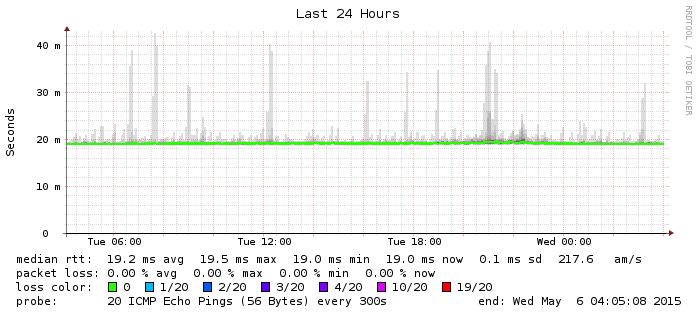 Last 24 Hours
RRDTOOL / TOBI OETIKER
Seconds
40 m
30 m
20 m
10 m
0
Tue 06:00 Tue 12:00 Tue 18:00 Wed 00:00
median rtt: 19.2 ms avg 19.5 ms max 19.0 ms min 19.0 ms now 0.1 ms sd 217.6 am/s
packet loss: 0.00 % avg 0.00 % max 0.00 % min 0.00 % now
loss color: 0 1/20 2/20 3/20 4/20 10/20 19/20
probe: 20 ICMP Echo Pings (56 Bytes) every 300s end: Wed May 6 04:05:08 2015